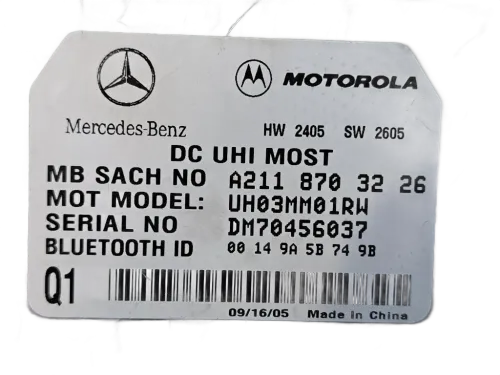 MOTOROLA
Mercedes-Benz HW 2405 SW 2605
DC UHI MOST
MB SACH NO A211 870 32 26
MOT MODEL: UH03MM01RW
SERIAL NO DM70456037
BLUETOOTH ID 00 14 9A 5B 74 9B
Q1
09/16/05 Made in China